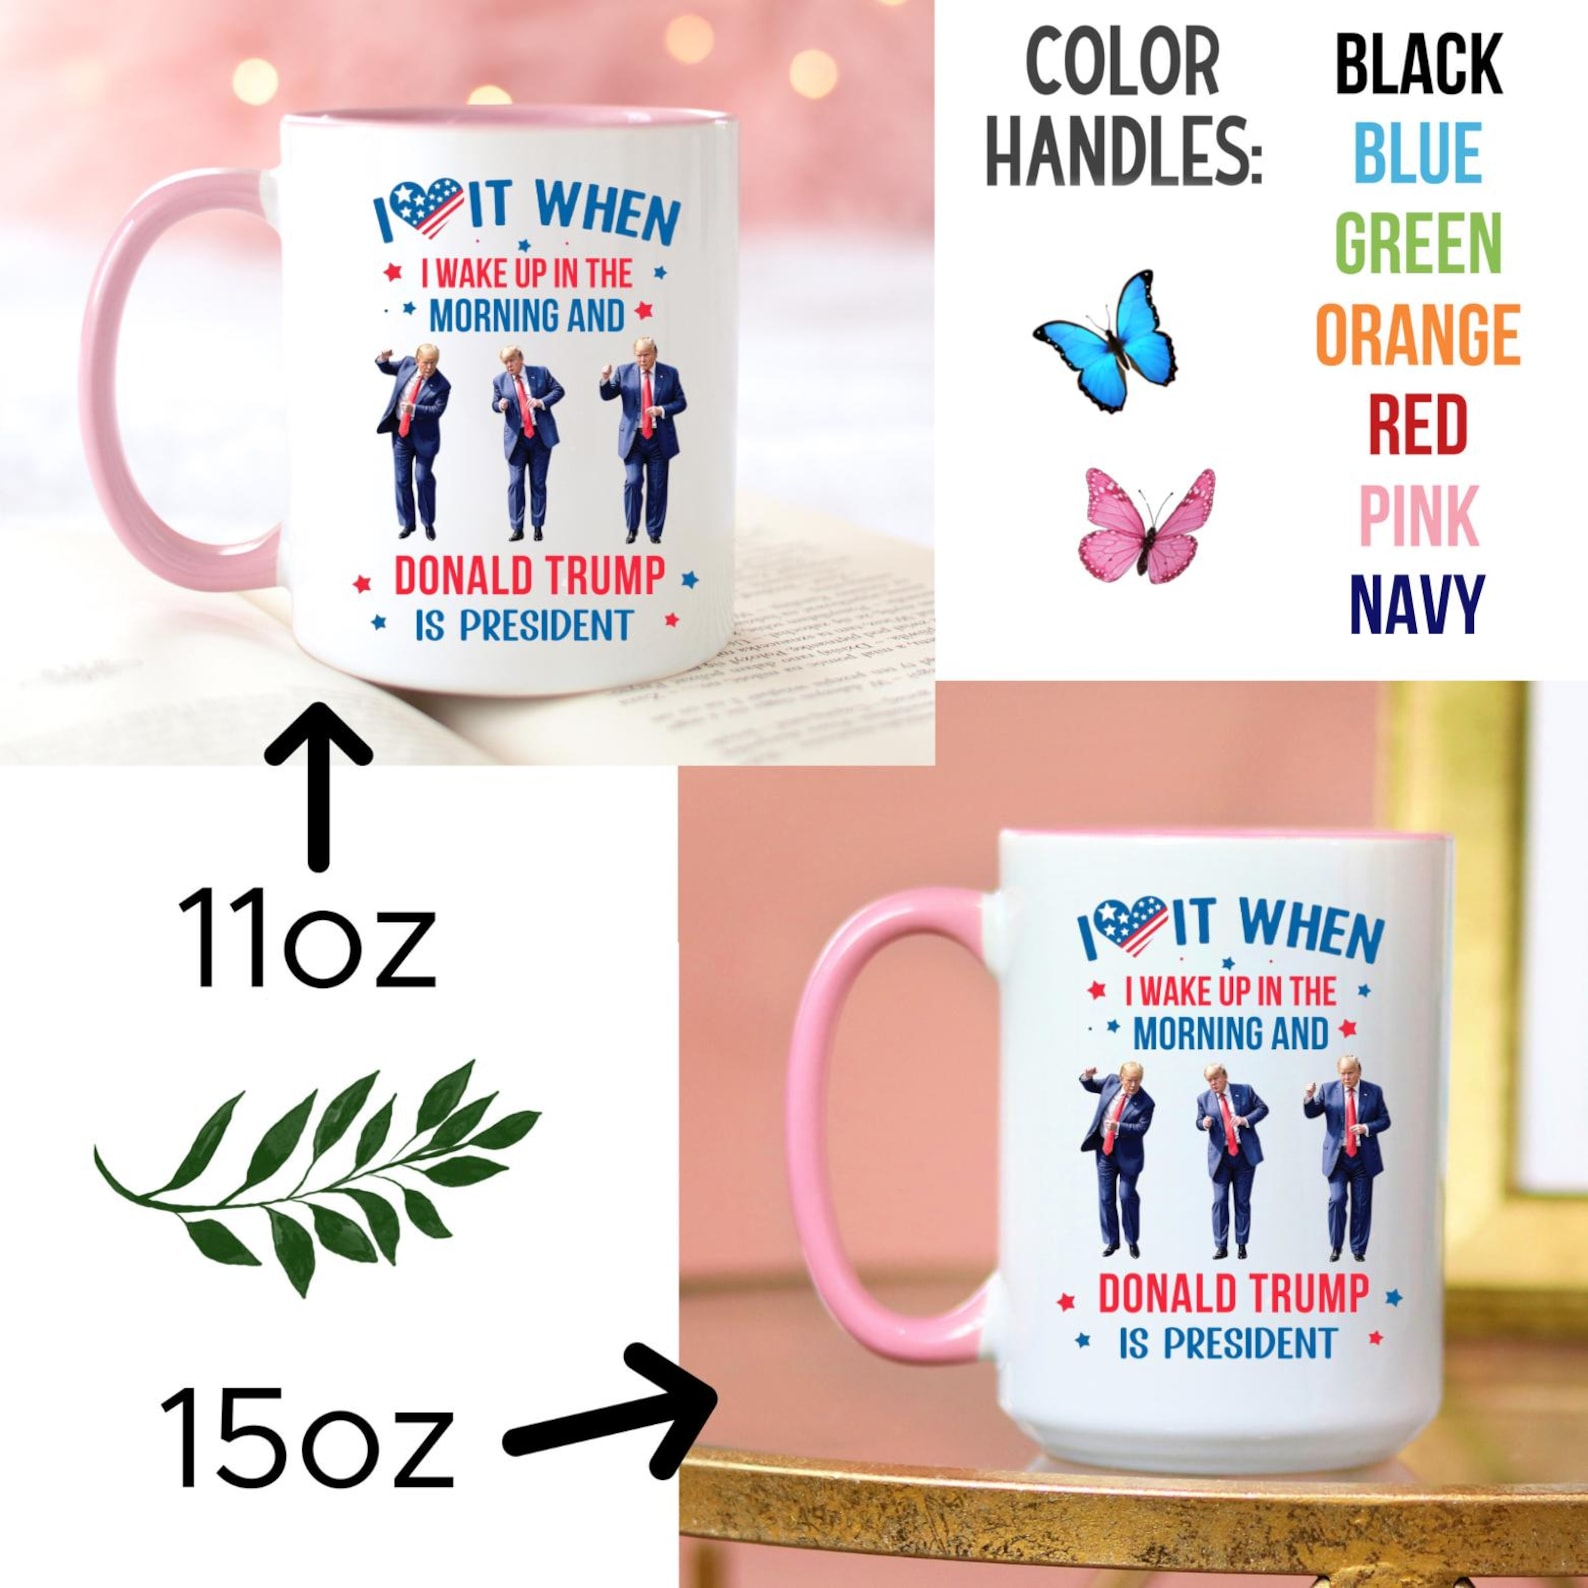 I IT WHEN
I WAKE UP IN THE
MORNING AND
DONALD TRUMP
IS PRESIDENT
COLOR
HANDLES:
BLACK
BLUE
GREEN
ORANGE
RED
PINK
NAVY
11oz
15oz
I IT WHEN
I WAKE UP IN THE
MORNING AND
DONALD TRUMP
IS PRESIDENT